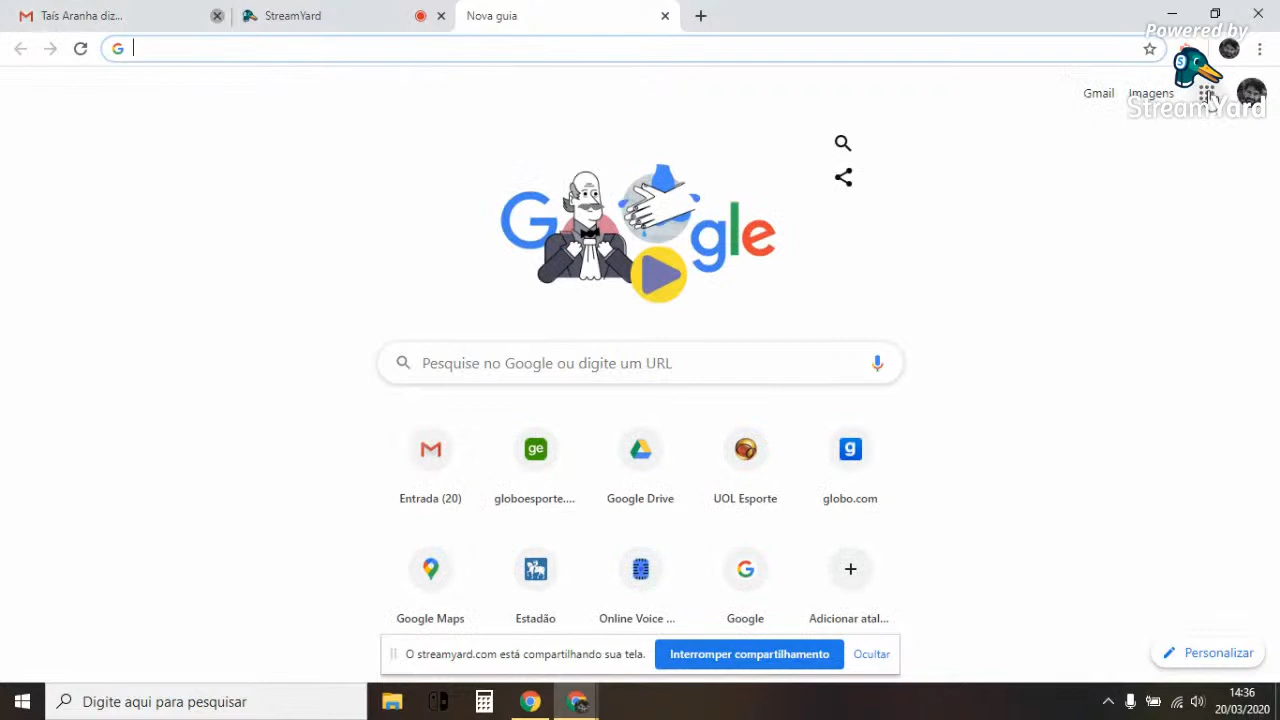 Taís Aranha diz...
StreamYard
Nova guia
Powered by
StreamYard
Gmail
Imagens
Google
Pesquise no Google ou digite um URL
Entrada (20)
globoesporte....
Google Drive
UOL Esporte
globo.com
Google Maps
Estadão
Online Voice ...
Google
Adicionar atal...
O streamyard.com está compartilhando sua tela.
Interromper compartilhamento
Ocultar
Personalizar
Digite aqui para pesquisar
14:36
20/03/2020